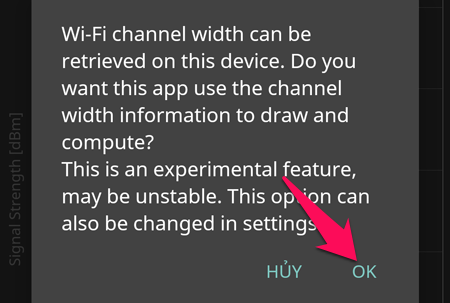 Wi-Fi channel width can be
retrieved on this device. Do you
want this app use the channel
width information to draw and
compute?
This is an experimental feature,
may be unstable. This option can
also be changed in settings.
Signal Strength [dBm]
HỦY OK